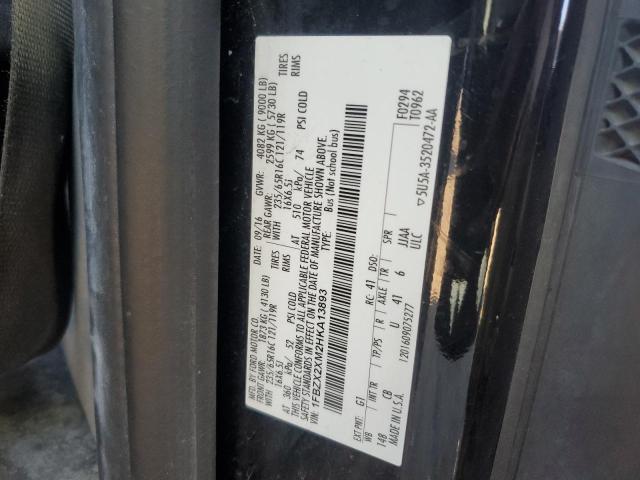 MFD. BY FORD MOTOR CO. DATE: 09/16 GVWR: 4082 KG ( 9000 LB)
FRONT GAWR: 1873 KG ( 4130 LB) REAR GAWR: 2599 KG ( 5730 LB)
235/65R16C 121/119R TIRES WITH 235/65R16C 121/119R TIRES
16X6.5J RIMS 16X6.5J RIMS
AT 360 kPa/ 52 PSI COLD AT 510 kPa/ 74 PSI COLD
THIS VEHICLE CONFORMS TO ALL APPLICABLE FEDERAL MOTOR VEHICLE
SAFETY STANDARDS IN EFFECT ON THE DATE OF MANUFACTURE SHOWN ABOVE.
VIN: 1FBZX2XM2HKA13893 TYPE: Bus (Not school bus)
EXT PNT: G1 RC: 41 DSO: F0294
WB INT TR TP/PS R AXLE TR SPR T0962
148 CB U 41 6 JJAA
MADE IN U.S.A. ULC ▽5U5A-3520472-AA
1201609075277